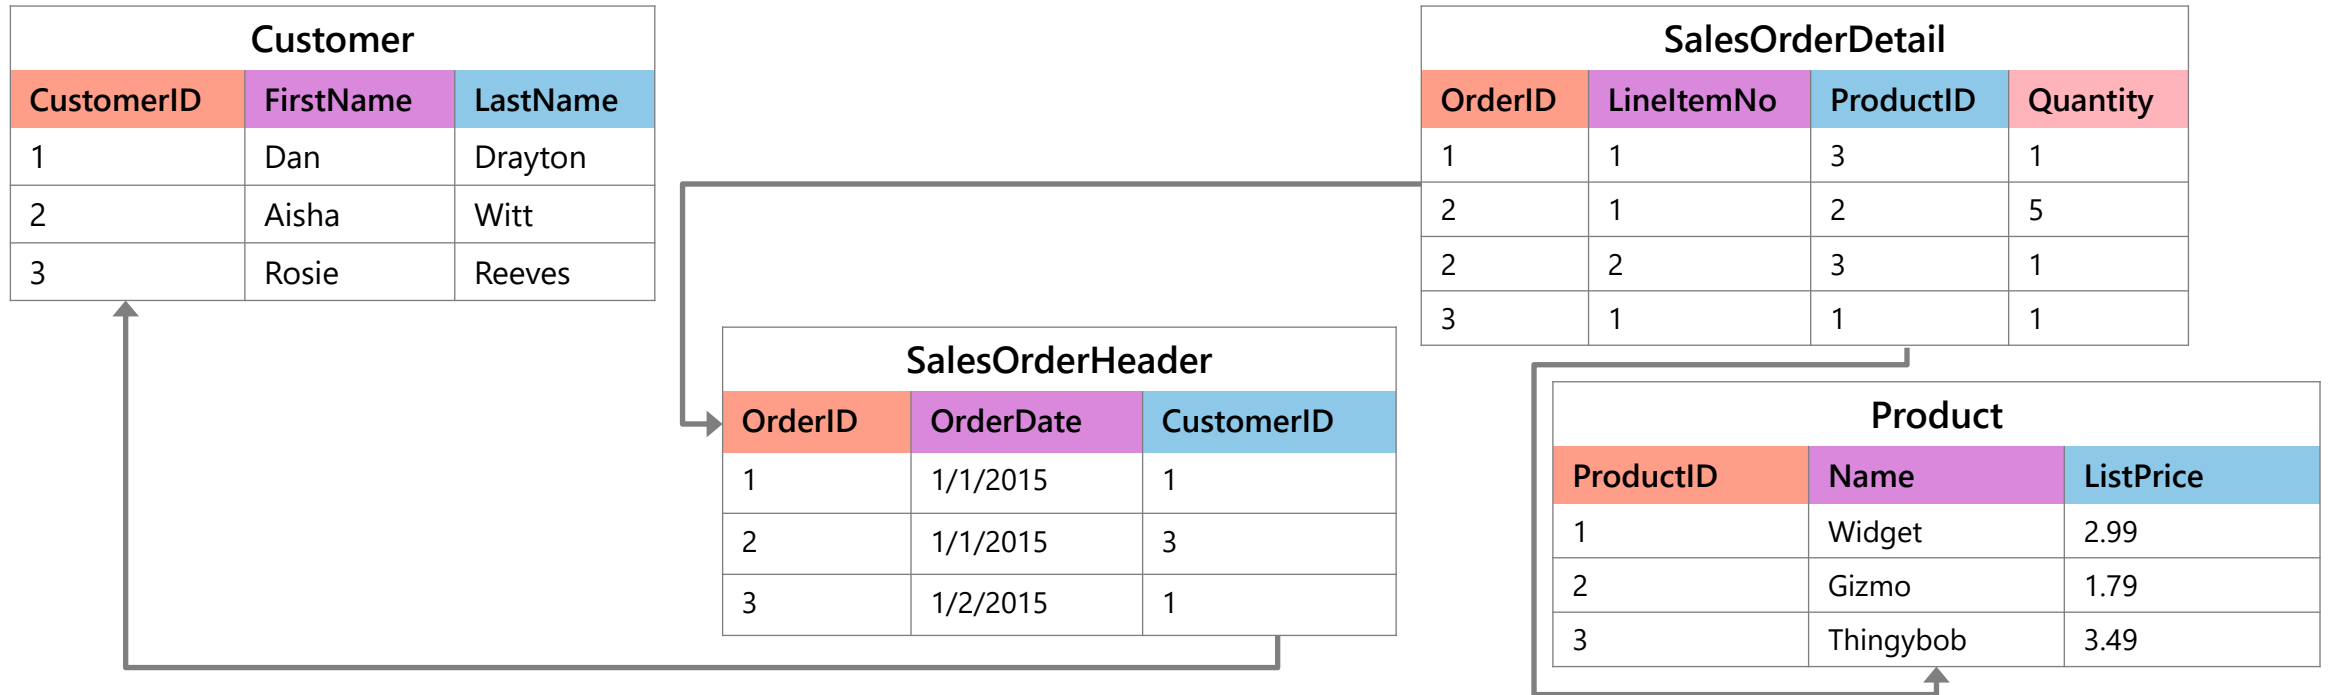 Customer
CustomerID FirstName LastName
1 Dan Drayton
2 Aisha Witt
3 Rosie Reeves
SalesOrderHeader
OrderID OrderDate CustomerID
1 1/1/2015 1
2 1/1/2015 3
3 1/2/2015 1
SalesOrderDetail
OrderID LineItemNo ProductID Quantity
1 1 3 1
2 1 2 5
2 2 3 1
3 1 1 1
Product
ProductID Name ListPrice
1 Widget 2.99
2 Gizmo 1.79
3 Thingybob 3.49